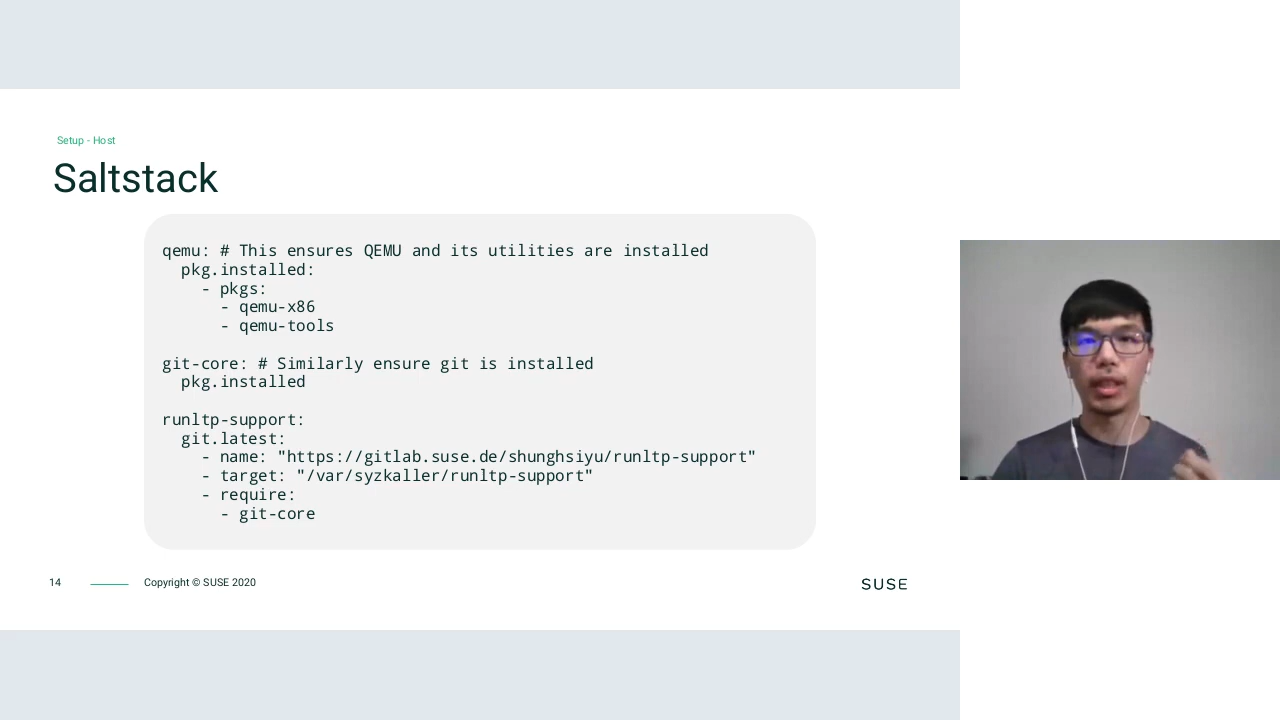 Setup - Host
Saltstack
qemu: # This ensures QEMU and its utilities are installed
  pkg.installed:
    - pkgs:
      - qemu-x86
      - qemu-tools

git-core: # Similarly ensure git is installed
  pkg.installed

runltp-support:
  git.latest:
    - name: "https://gitlab.suse.de/shunghsiyu/runltp-support"
    - target: "/var/syzkaller/runltp-support"
    - require:
      - git-core
14
Copyright © SUSE 2020
SUSE